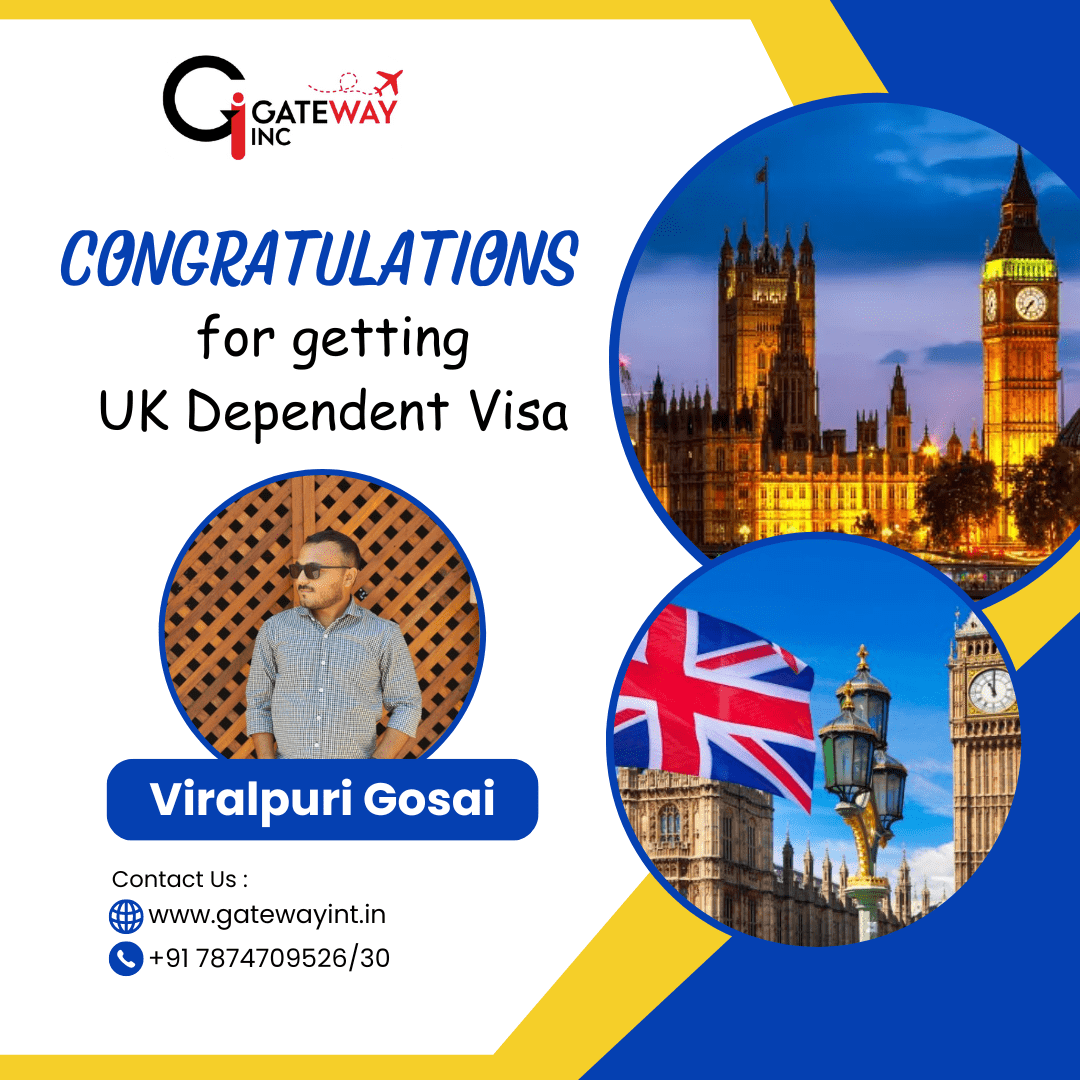 GATEWAY
INC
CONGRATULATIONS
for getting
UK Dependent Visa
Viralpuri Gosai
Contact Us :
www.gatewayint.in
+91 7874709526/30